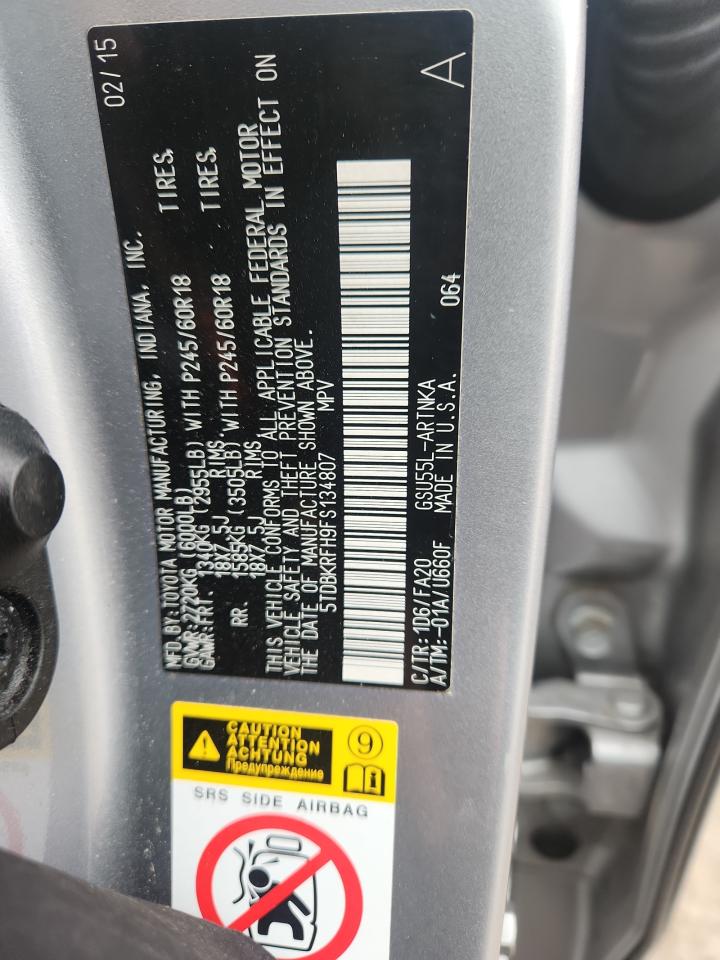 MFD. BY: TOYOTA MOTOR MANUFACTURING, INDIANA, INC. 02/15
GVWR: 2720KG (6000LB)
GAWR: FRT. 1340KG (2955LB) WITH P245/60R18 TIRES,
18X7.5J RIMS
RR. 1585KG (3505LB) WITH P245/60R18 TIRES,
18X7.5J RIMS
THIS VEHICLE CONFORMS TO ALL APPLICABLE FEDERAL MOTOR
VEHICLE SAFETY AND THEFT PREVENTION STANDARDS IN EFFECT ON
THE DATE OF MANUFACTURE SHOWN ABOVE.
5TDBKRFH9FS134807 MPV
C/TR: 1D6/FA20 GSU55L-ARTNKA 064 A
A/TM: -01A/U660F MADE IN U.S.A.
CAUTION
ATTENTION
ACHTUNG
Предупреждение
9
SRS SIDE AIRBAG